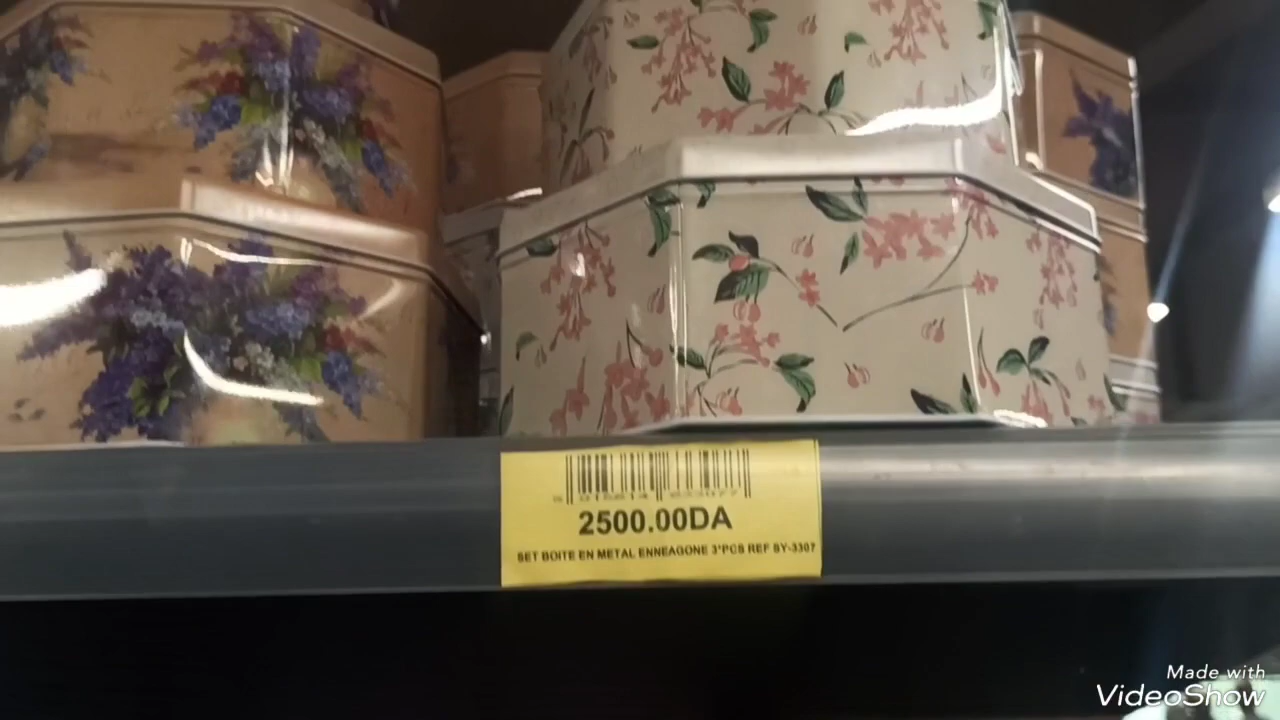 2500.00DA
SET BOITE EN METAL ENNEAGONE 3*PCS REF SY-3307
Made with
VideoShow